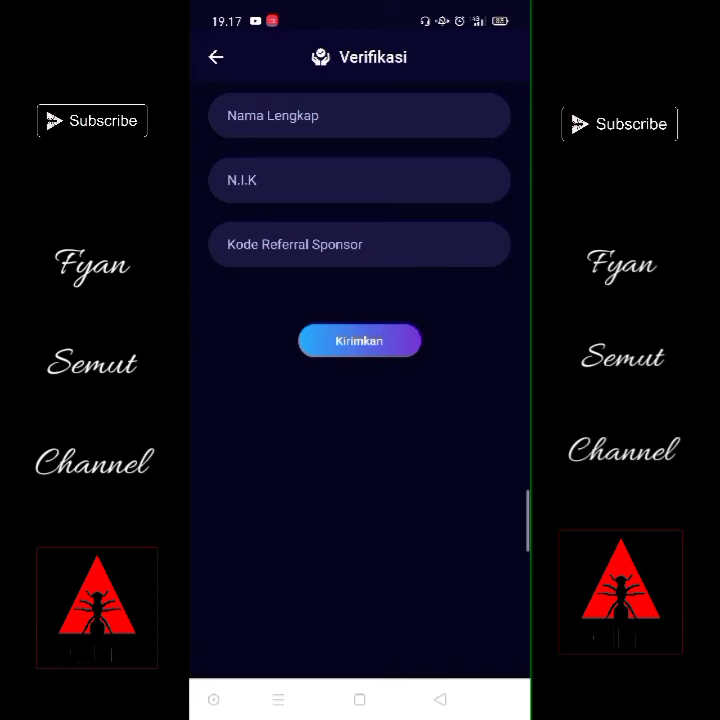 19.17
Verifikasi
Nama Lengkap
N.I.K
Kode Referral Sponsor
Kirimkan
Subscribe
Fyan
Semut
Channel
Subscribe
Fyan
Semut
Channel